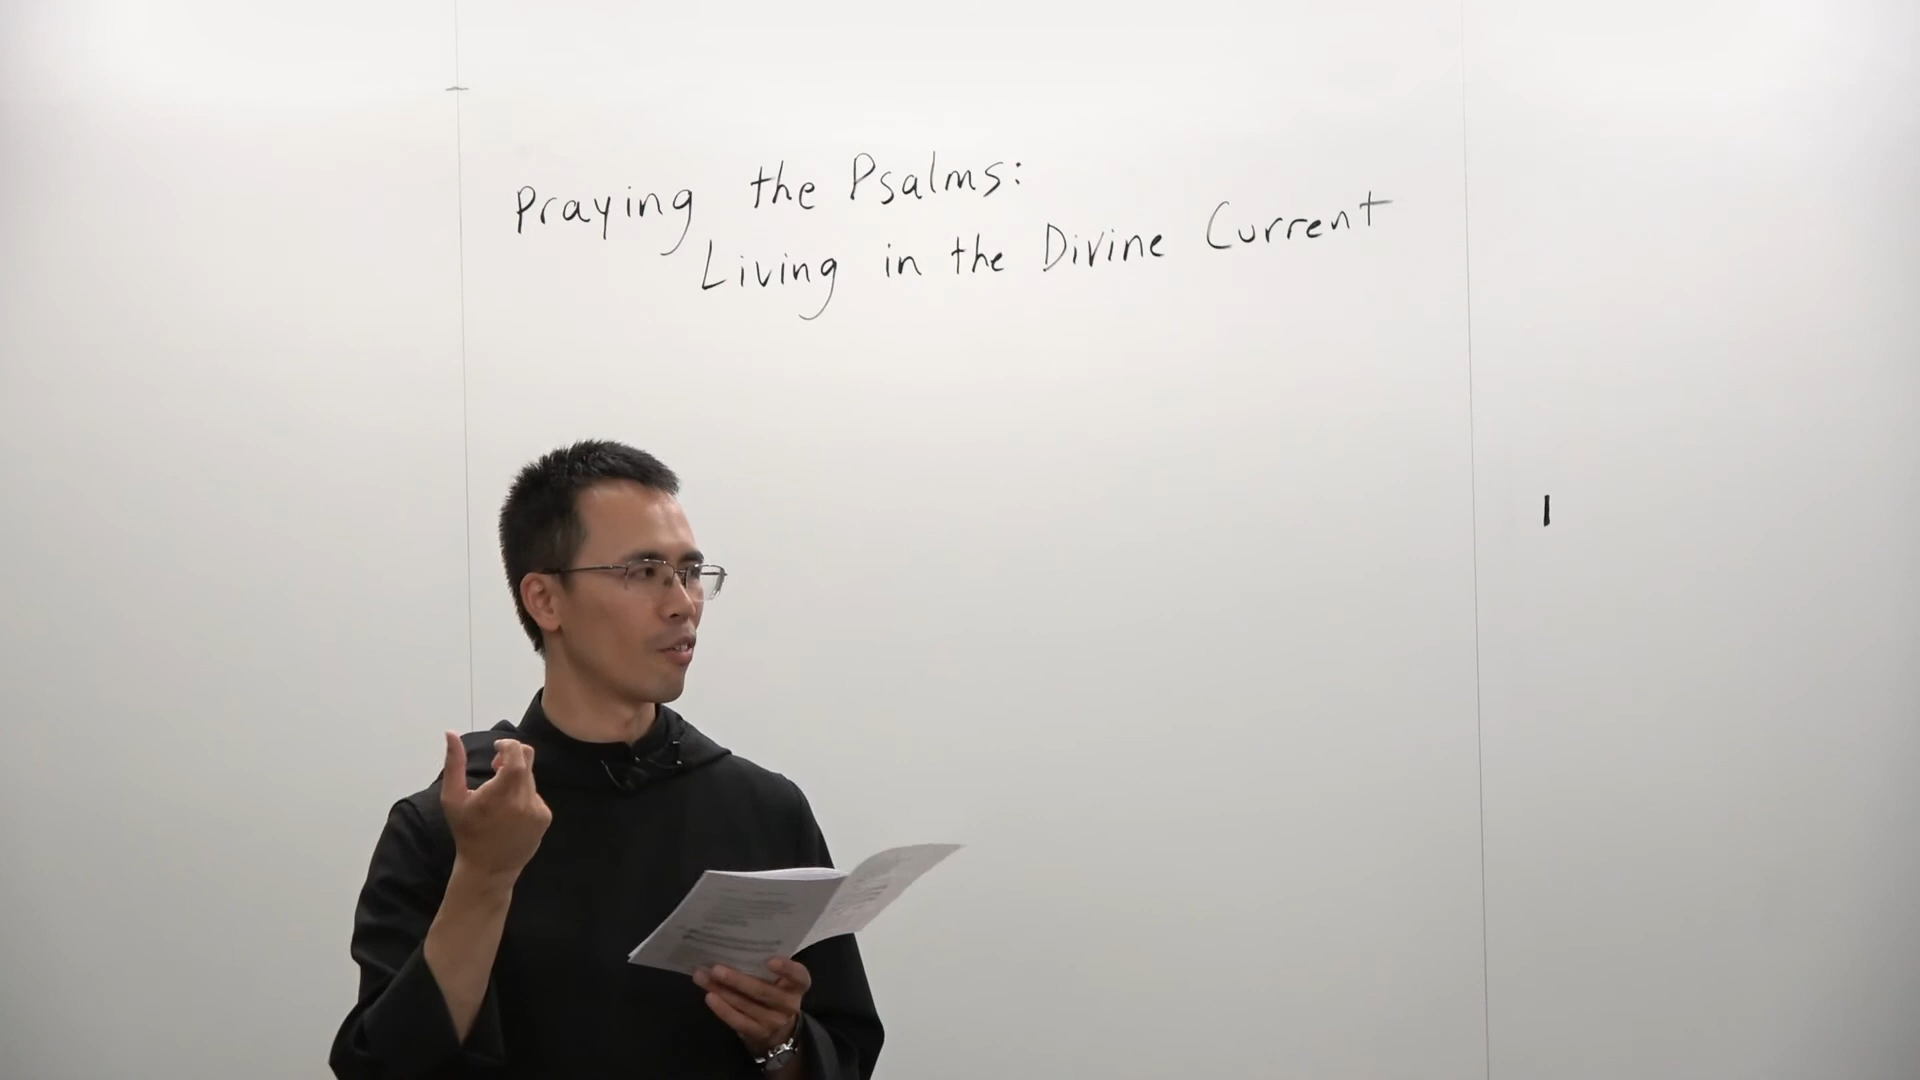 Praying the Psalms:
Living in the Divine Current